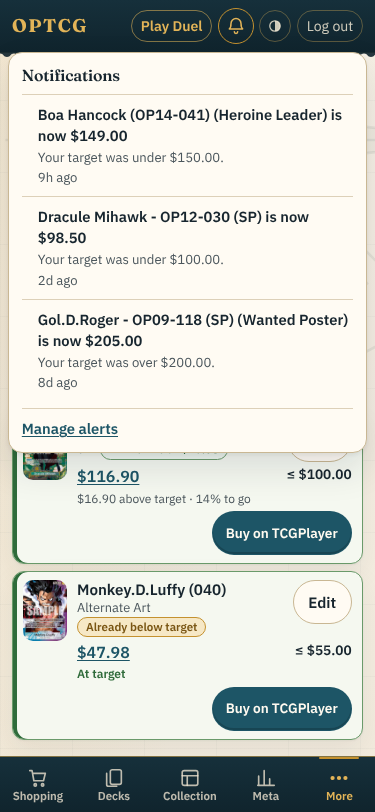 OPTCG
Play Duel
Log out
Notifications
Boa Hancock (OP14-041) (Heroine Leader) is
now $149.00
Your target was under $150.00.
9h ago
Dracule Mihawk - OP12-030 (SP) is now
$98.50
Your target was under $100.00.
2d ago
Gol.D.Roger - OP09-118 (SP) (Wanted Poster)
is now $205.00
Your target was over $200.00.
8d ago
Manage alerts
$116.90
≤ $100.00
$16.90 above target · 14% to go
Buy on TCGPlayer
Monkey.D.Luffy (040)
Alternate Art
Edit
Already below target
$47.98
≤ $55.00
At target
Buy on TCGPlayer
SAMPLE
Shopping
Decks
Collection
Meta
More